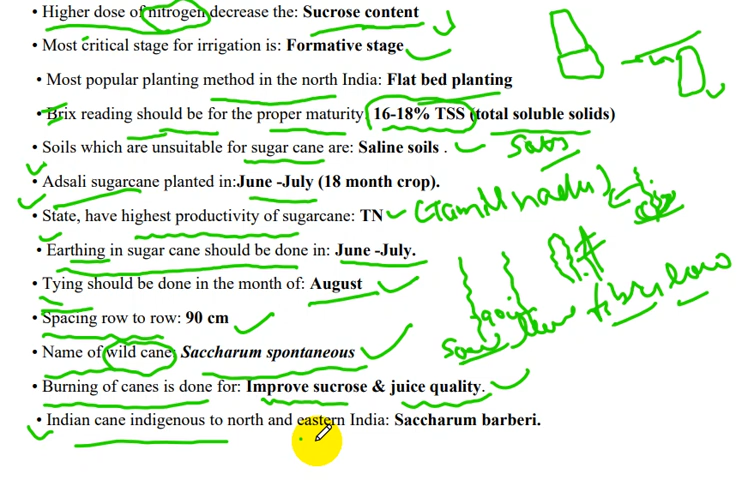 • Higher dose of nitrogen decrease the: Sucrose content
• Most critical stage for irrigation is: Formative stage
• Most popular planting method in the north India: Flat bed planting
• Brix reading should be for the proper maturity: 16-18% TSS (total soluble solids)
• Soils which are unsuitable for sugar cane are: Saline soils .
• Adsali sugarcane planted in:June -July (18 month crop).
• State, have highest productivity of sugarcane: TN (Tamil nadu)
• Earthing in sugar cane should be done in: June -July.
• Tying should be done in the month of: August
• Spacing row to row: 90 cm
• Name of wild cane: Saccharum spontaneous
• Burning of canes is done for: Improve sucrose & juice quality.
• Indian cane indigenous to north and eastern India: Saccharum barberi.